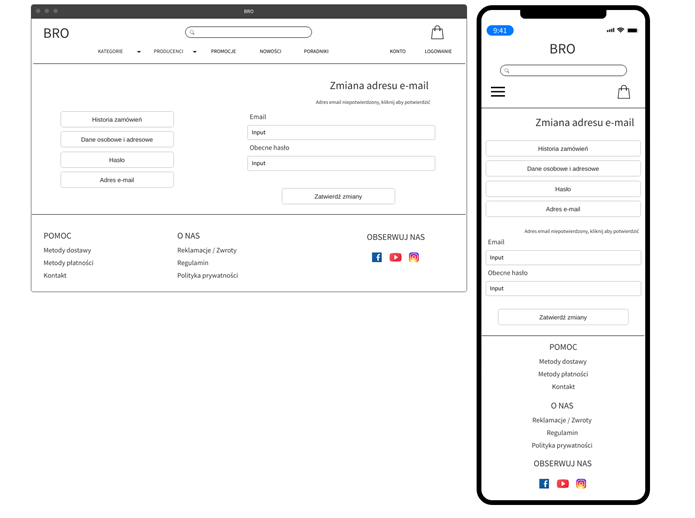 BRO
BRO
KATEGORIE
PRODUCENCI
PROMOCJE
NOWOŚCI
PORADNIKI
KONTO
LOGOWANIE
Zmiana adresu e-mail
Adres email niepotwierdzony, kliknij aby potwierdzić
Historia zamówień
Dane osobowe i adresowe
Hasło
Adres e-mail
Email
Input
Obecne hasło
Input
Zatwierdź zmiany
POMOC
Metody dostawy
Metody płatności
Kontakt
O NAS
Reklamacje / Zwroty
Regulamin
Polityka prywatności
OBSERWUJ NAS
9:41
BRO
Zmiana adresu e-mail
Historia zamówień
Dane osobowe i adresowe
Hasło
Adres e-mail
Adres email niepotwierdzony, kliknij aby potwierdzić
Email
Input
Obecne hasło
Input
Zatwierdź zmiany
POMOC
Metody dostawy
Metody płatności
Kontakt
O NAS
Reklamacje / Zwroty
Regulamin
Polityka prywatności
OBSERWUJ NAS